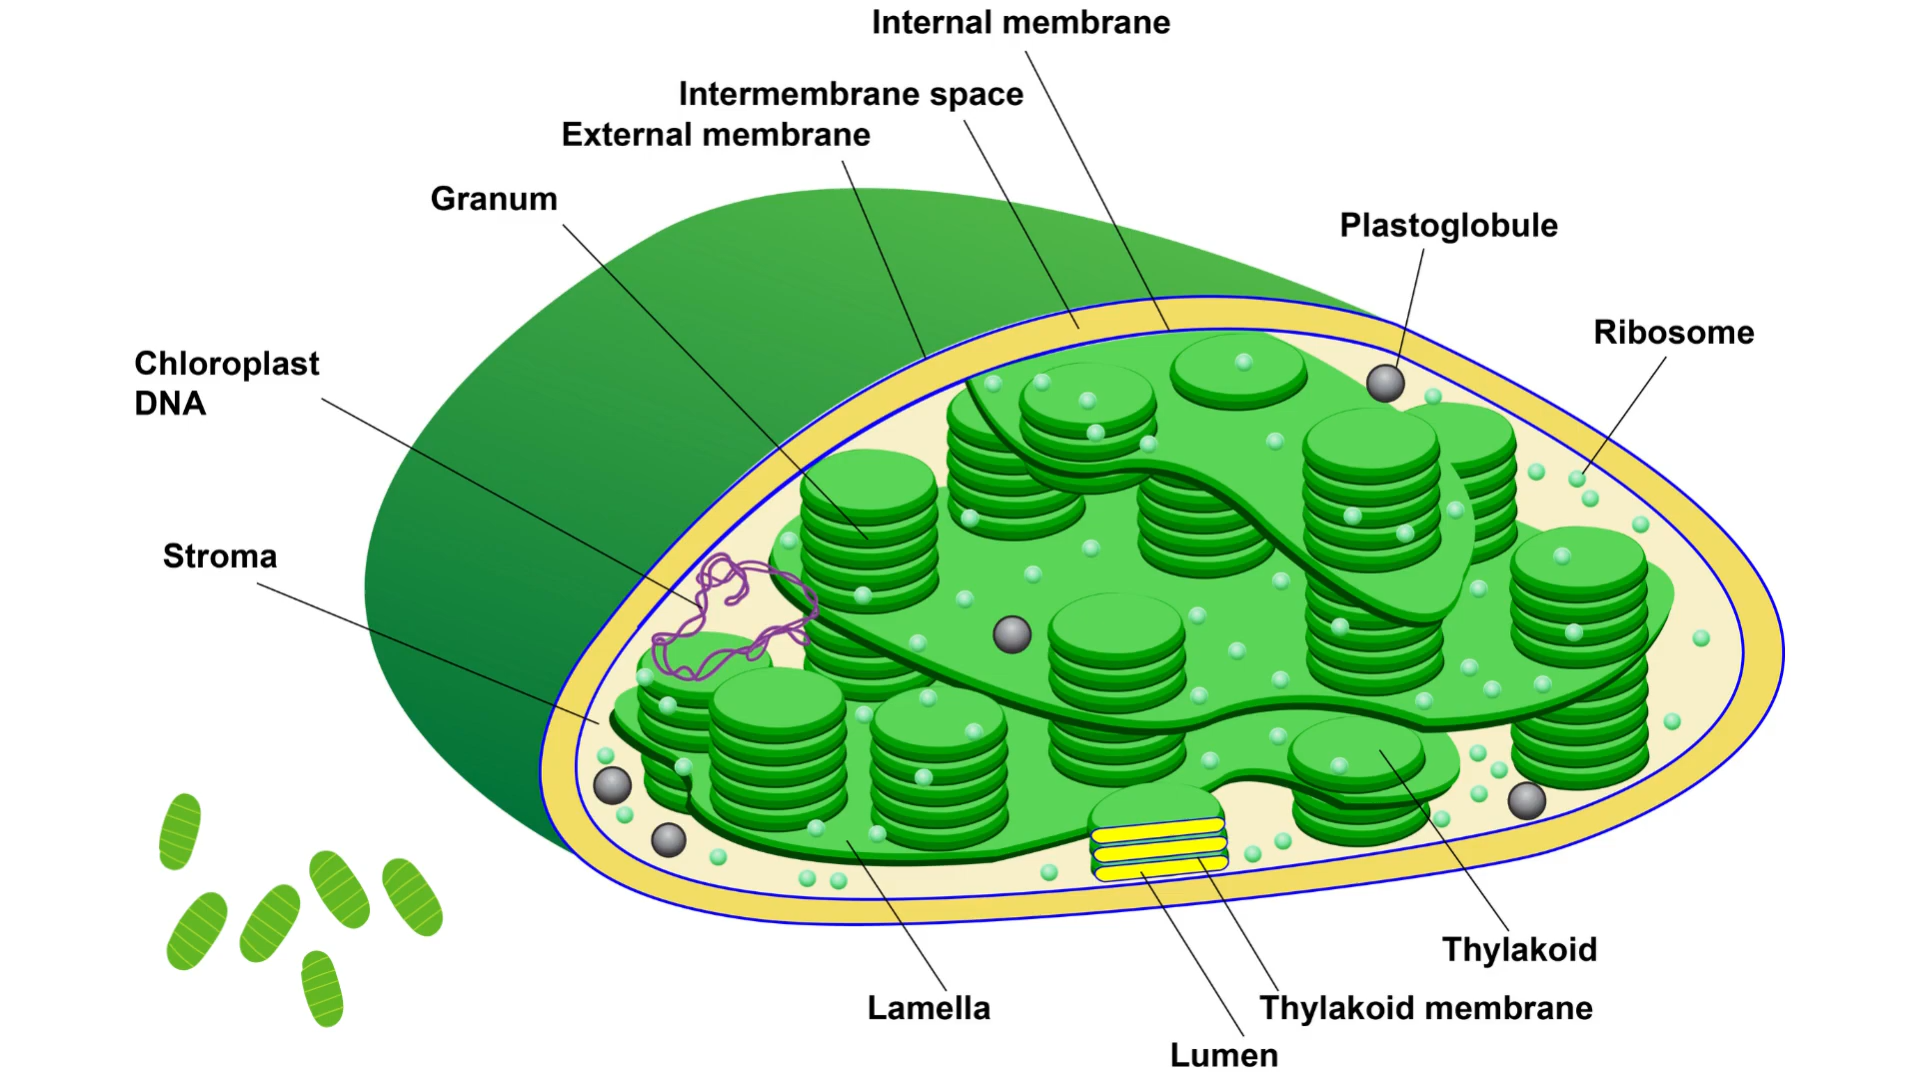 Internal membrane
Intermembrane space
External membrane
Granum
Plastoglobule
Ribosome
Chloroplast
DNA
Stroma
Thylakoid
Lamella
Thylakoid membrane
Lumen